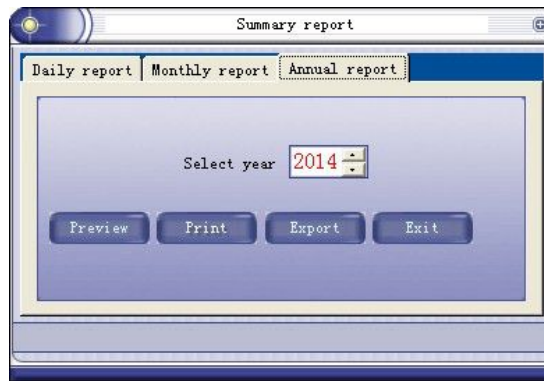 Summary report
Daily report Monthly report Annual report
Select year 2014
Preview Print Export Exit